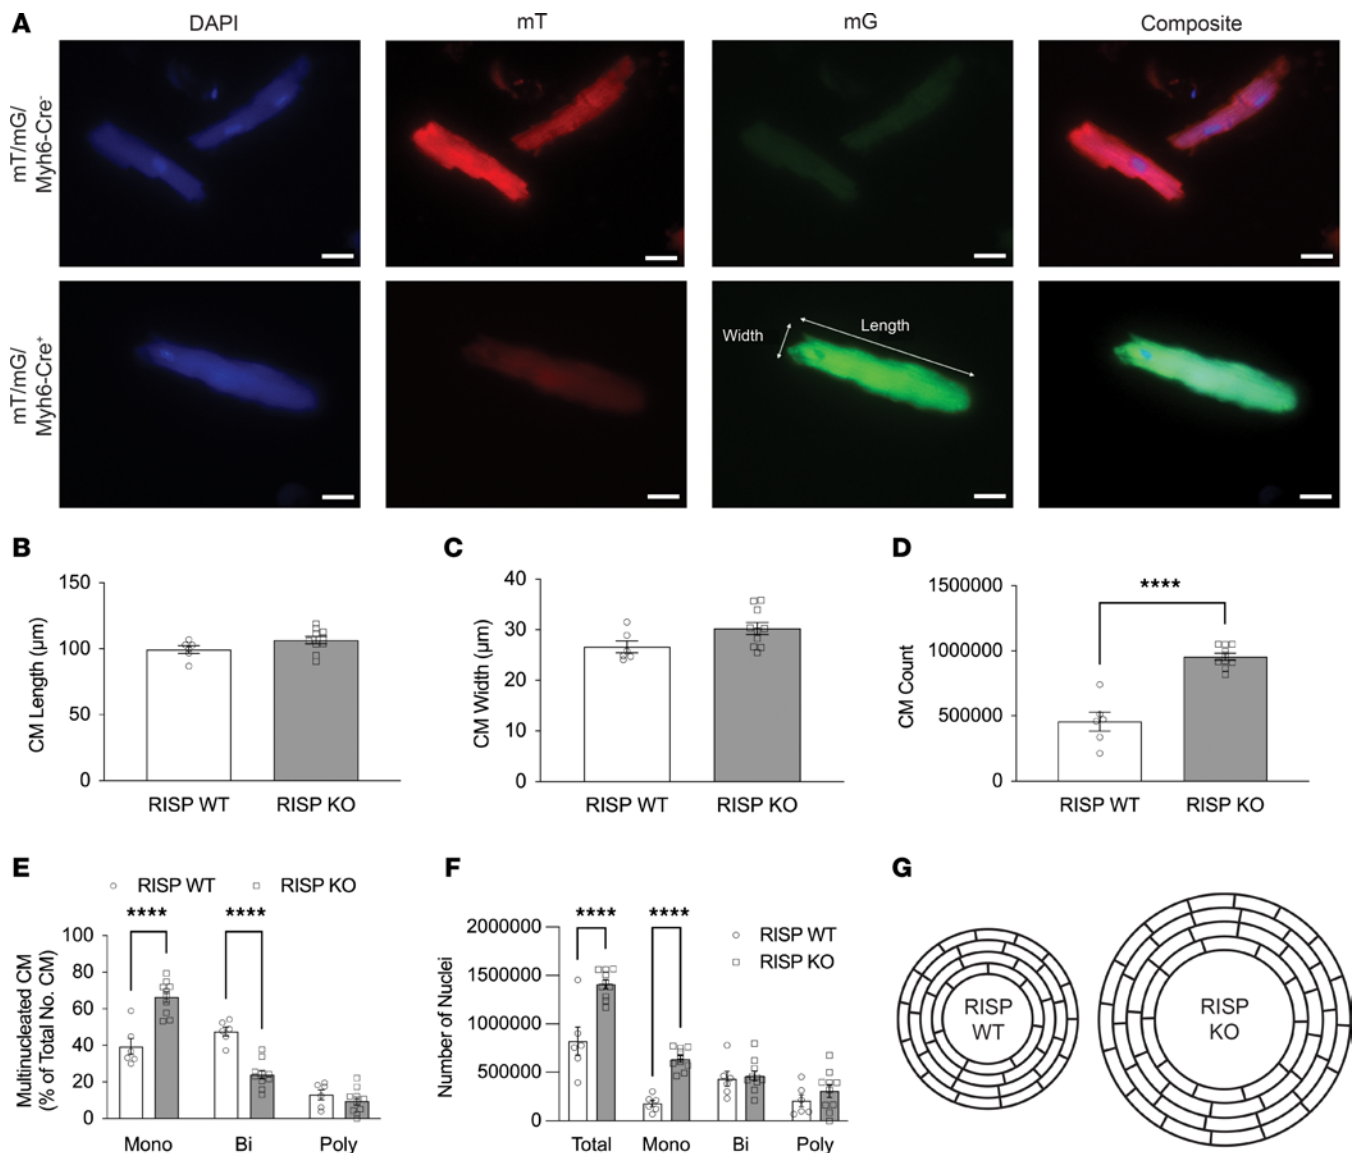 A
DAPI
mT
mG
Composite
mT/mG/
Myh6-Cre-
mT/mG/
Myh6-Cre+
Width
Length
B
CM Length (µm)
150
100
50
0
RISP WT
RISP KO
C
CM Width (µm)
40
30
20
10
0
RISP WT
RISP KO
D
CM Count
1500000
1000000
500000
0
****
RISP WT
RISP KO
E
RISP WT
RISP KO
Multinucleated CM
(% of Total No. CM)
100
80
60
40
20
0
****
****
Mono
Bi
Poly
F
Number of Nuclei
2000000
1500000
1000000
500000
0
****
****
RISP WT
RISP KO
Total
Mono
Bi
Poly
G
RISP
WT
RISP
KO